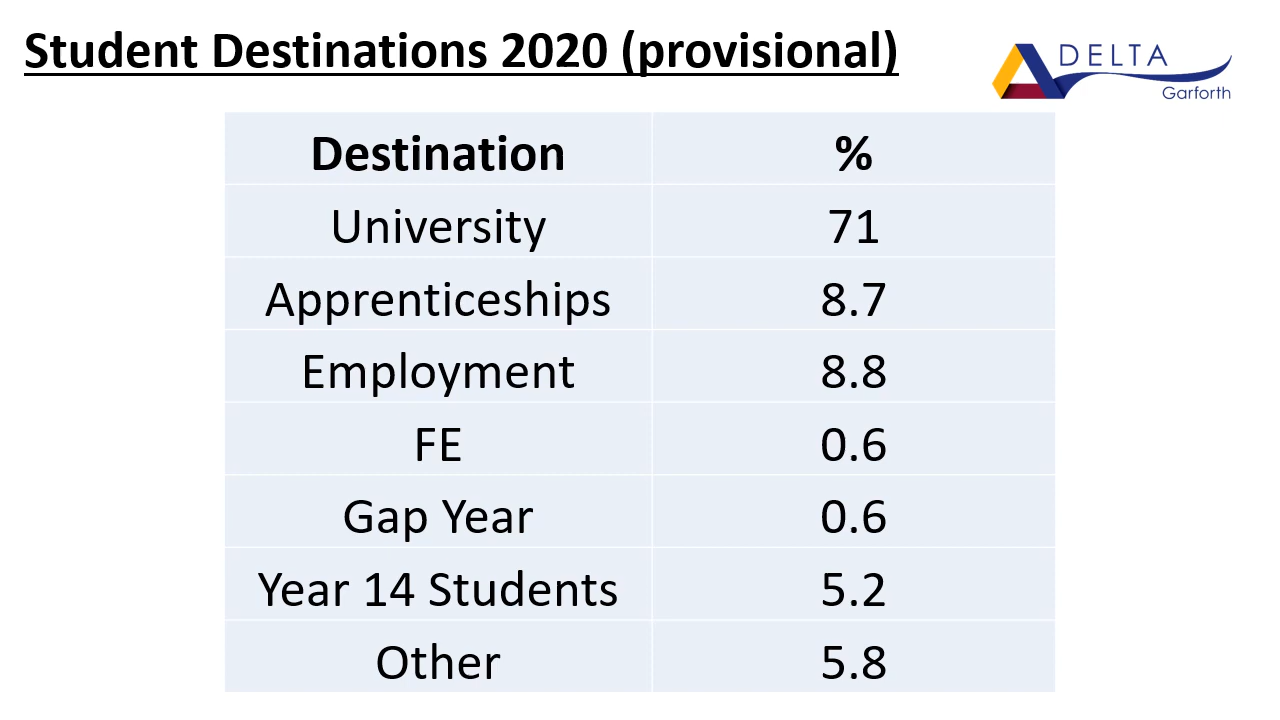 Student Destinations 2020 (provisional)
DELTA
Garforth
Destination %
University 71
Apprenticeships 8.7
Employment 8.8
FE 0.6
Gap Year 0.6
Year 14 Students 5.2
Other 5.8